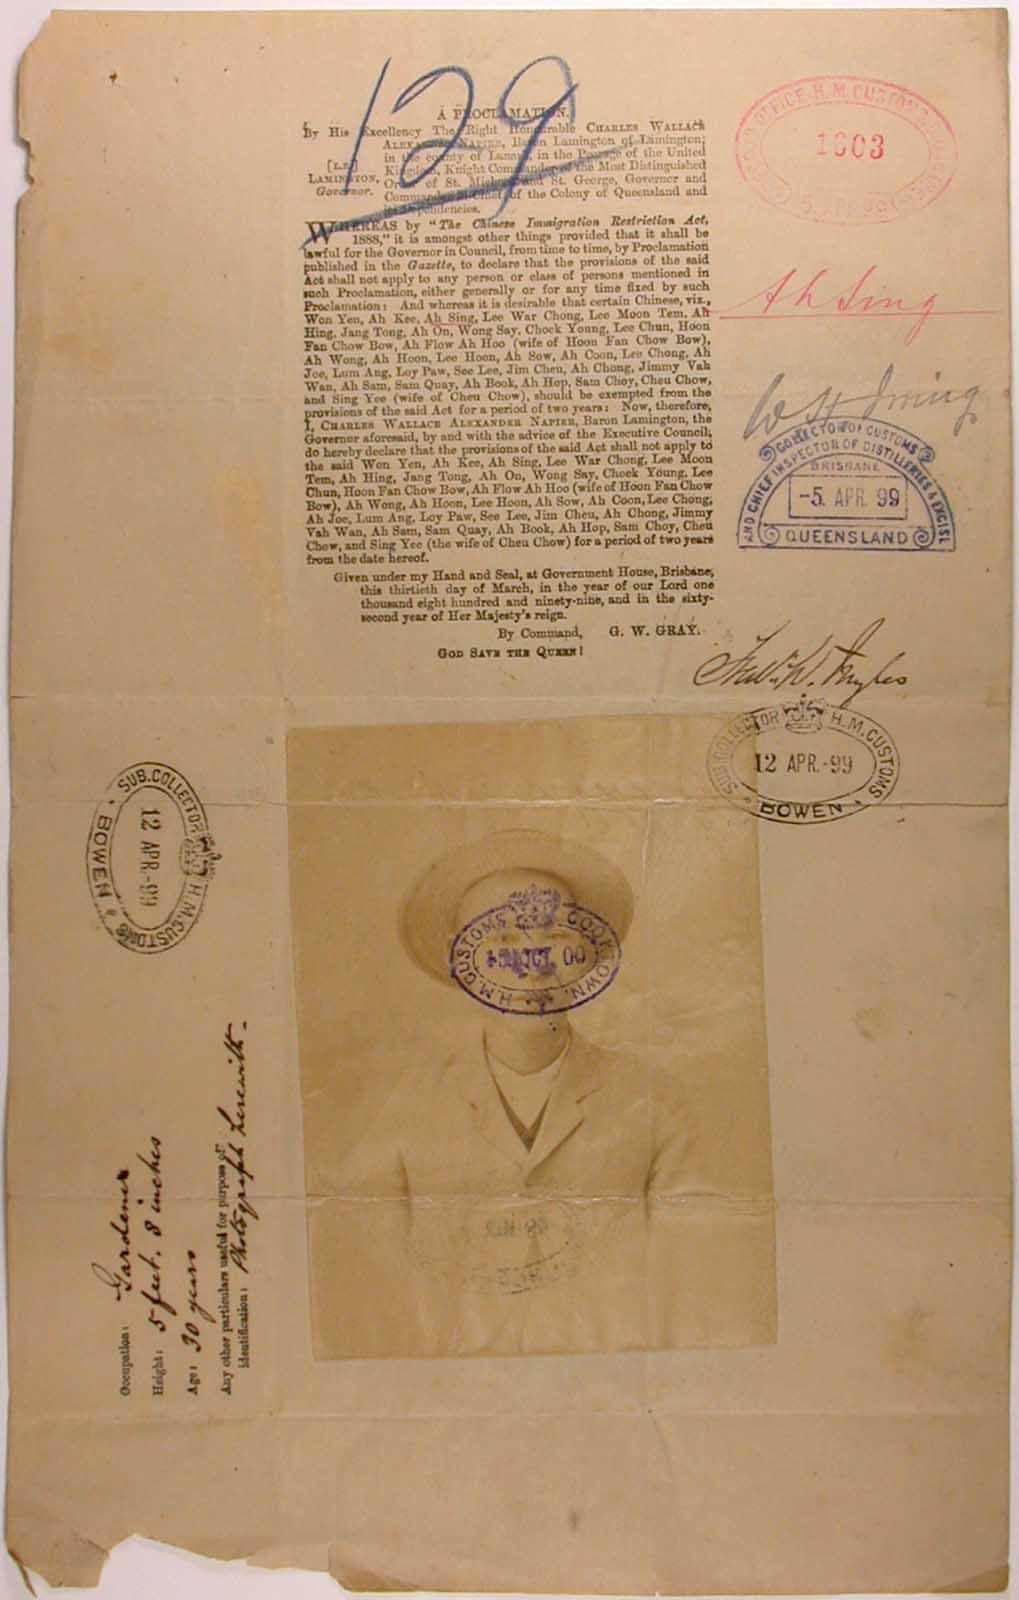 129
A PROCLAMATION.
By His Excellency The Right Honourable CHARLES WALLACE
ALEXANDER NAPIER, Baron Lamington of Lamington,
in the county of Lanark, in the Peerage of the United
[L.S.] Kingdom, Knight Commander of the Most Distinguished
LAMINGTON, Order of St. Michael and St. George, Governor and
Governor. Commander-in-Chief of the Colony of Queensland and
its Dependencies.
WHEREAS by "The Chinese Immigration Restriction Act,
1888," it is amongst other things provided that it shall be
lawful for the Governor in Council, from time to time, by Proclamation
published in the Gazette, to declare that the provisions of the said
Act shall not apply to any person or class of persons mentioned in
such Proclamation, either generally or for any time fixed by such
Proclamation: And whereas it is desirable that certain Chinese, viz.,
Won Yen, Ah Kee, Ah Sing, Lee War Chong, Lee Moon Tem, Ah
Hing, Jang Tong, Ah On, Wong Say, Chock Young, Lee Chun, Hoon
Fan Chow Bow, Ah Flow Ah Hoo (wife of Hoon Fan Chow Bow),
Ah Wong, Ah Hoon, Lee Hoon, Ah Sow, Ah Coon, Lee Chong, Ah
Joe, Lum Ang, Loy Paw, See Lee, Jim Cheu, Ah Chong, Jimmy Vah
Wan, Ah Sam, Sam Quay, Ah Book, Ah Hop, Sam Choy, Cheu Chow,
and Sing Yee (wife of Cheu Chow), should be exempted from the
provisions of the said Act for a period of two years: Now, therefore,
I, CHARLES WALLACE ALEXANDER NAPIER, Baron Lamington, the
Governor aforesaid, by and with the advice of the Executive Council,
do hereby declare that the provisions of the said Act shall not apply to
the said Won Yen, Ah Kee, Ah Sing, Lee War Chong, Lee Moon
Tem, Ah Hing, Jang Tong, Ah On, Wong Say, Chock Young, Lee
Chun, Hoon Fan Chow Bow, Ah Flow Ah Hoo (wife of Hoon Fan Chow
Bow), Ah Wong, Ah Hoon, Lee Hoon, Ah Sow, Ah Coon, Lee Chong,
Ah Joe, Lum Ang, Loy Paw, See Lee, Jim Cheu, Ah Chong, Jimmy
Vah Wan, Ah Sam, Sam Quay, Ah Book, Ah Hop, Sam Choy, Cheu
Chow, and Sing Yee (the wife of Cheu Chow) for a period of two years
from the date hereof.
Given under my Hand and Seal, at Government House, Brisbane,
this thirtieth day of March, in the year of our Lord one
thousand eight hundred and ninety-nine, and in the sixty-
second year of Her Majesty's reign.
By Command, G. W. GRAY.
GOD SAVE THE QUEEN!
OFFICE H. M. CUSTOMS
1603
Ah Sing
W H Irving
COLLECTOR OF CUSTOMS
AND CHIEF INSPECTOR OF DISTILLERIES & EXCISE
BRISBANE
-5. APR. 99
QUEENSLAND
SUB. COLLECTOR H.M. CUSTOMS
12 APR.-99
BOWEN
SUB. COLLECTOR H.M. CUSTOMS
12 APR.-99
BOWEN
H.M. CUSTOMS. COOKTOWN.
OCT. 00
Occupation: Gardener
Height: 5 feet. 8 inches
Age: 30 years
Any other particulars useful for purpose of
identification: Photograph herewith-